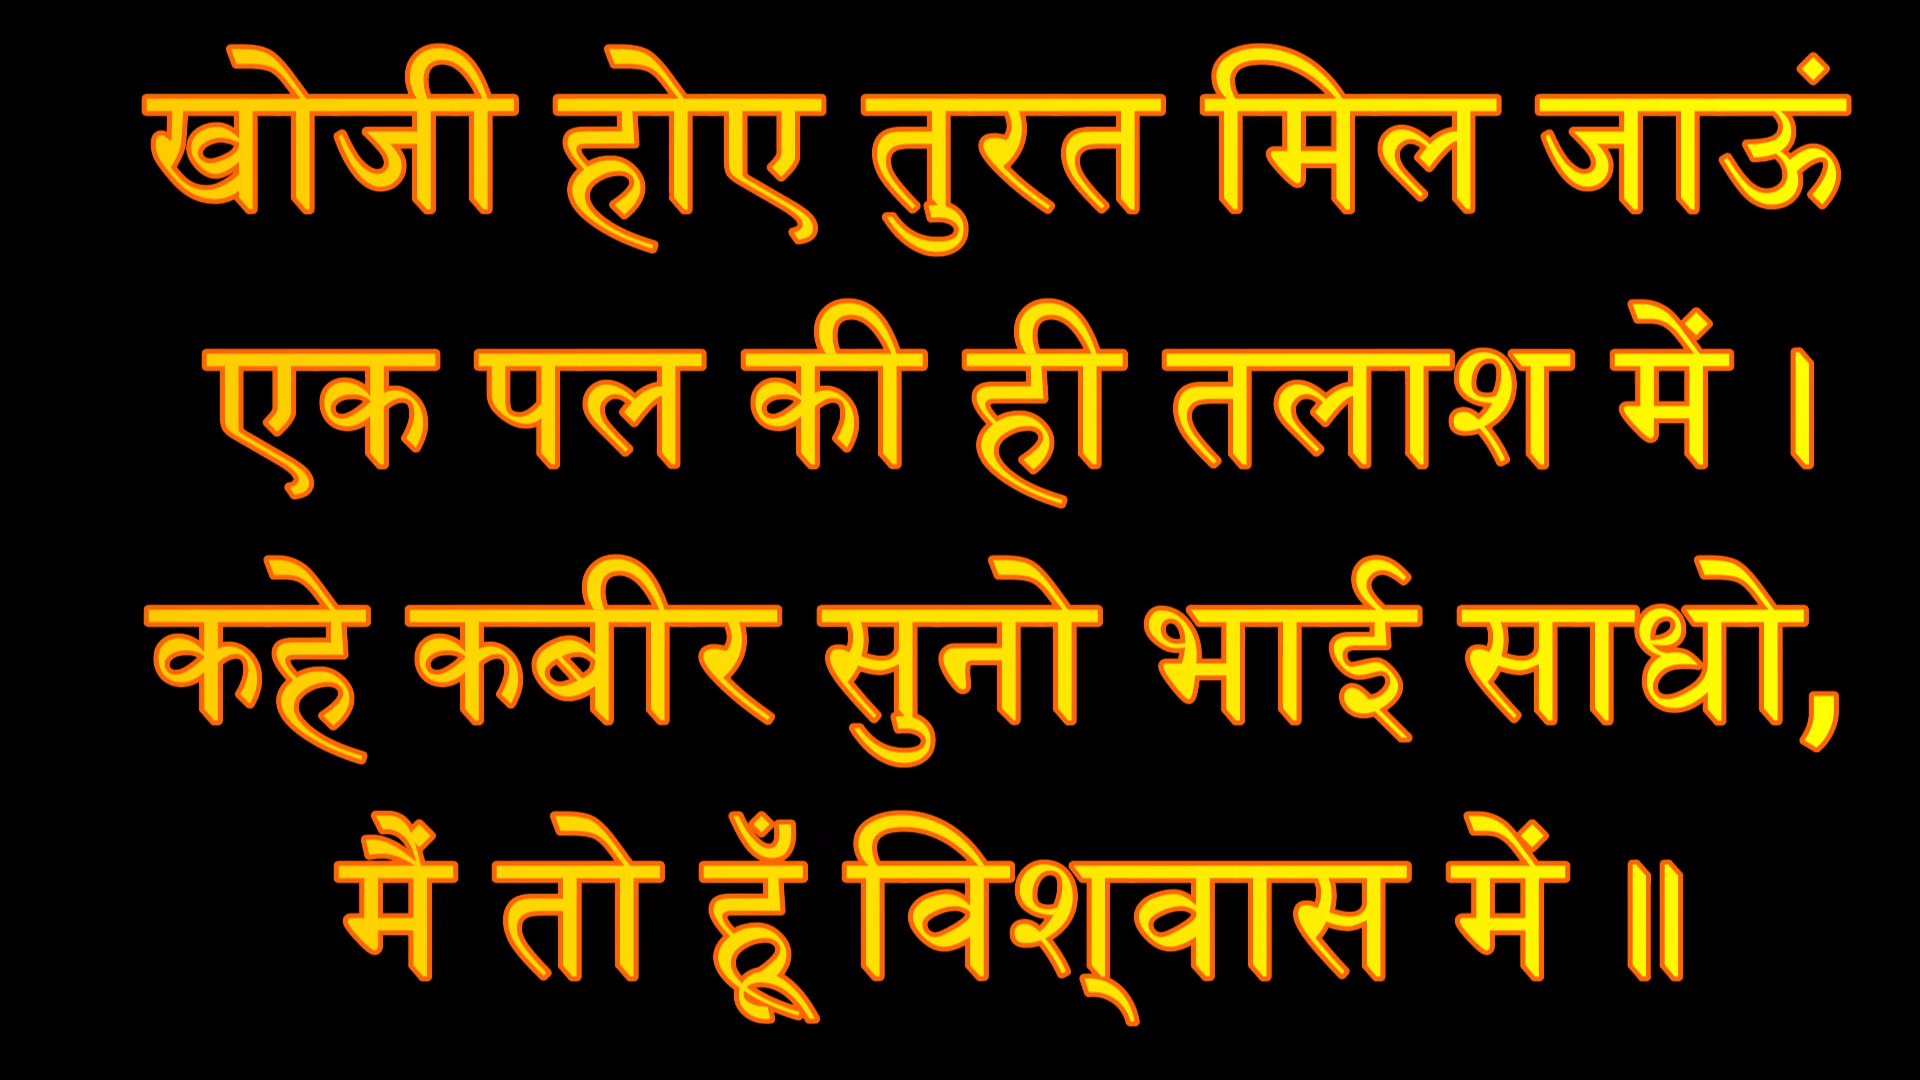 खोजी होए तुरत मिल जाऊं
एक पल की ही तलाश में ।
कहे कबीर सुनो भाई साधो,
मैं तो हूँ विश्‌वास में ॥